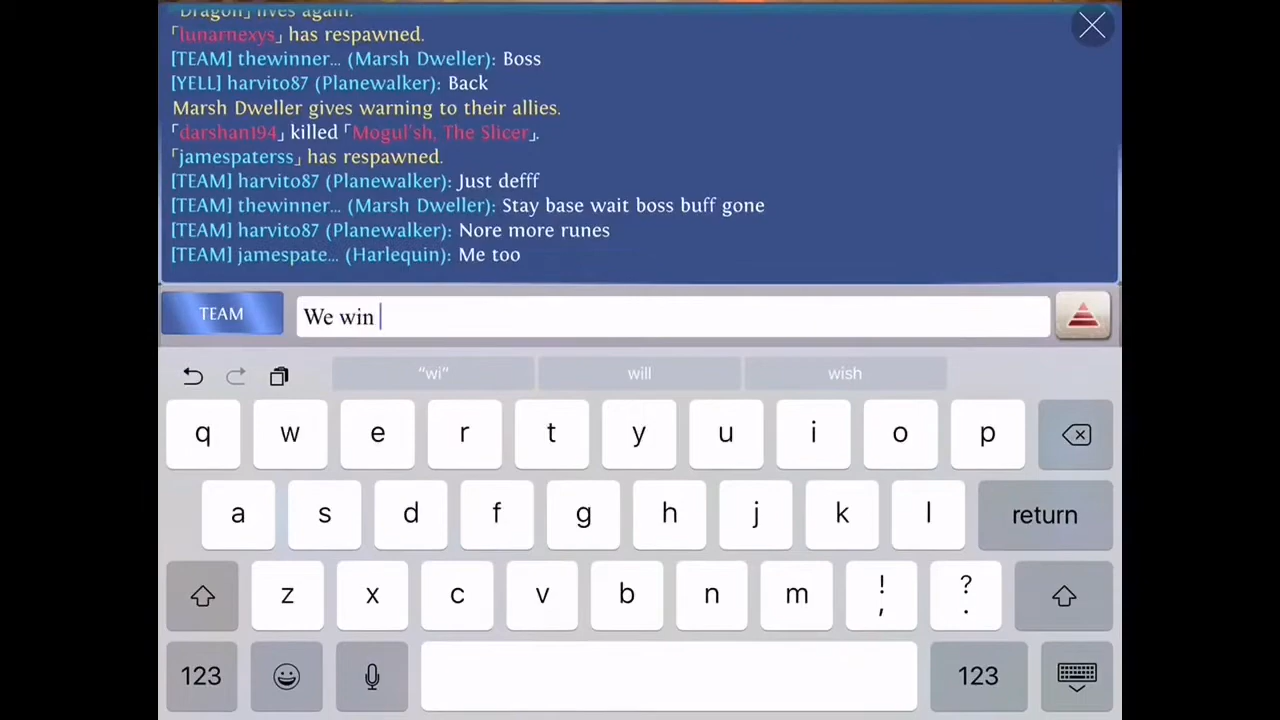 Dragon」 lives again.
「lunarnexys」 has respawned.
[TEAM] thewinner... (Marsh Dweller): Boss
[YELL] harvito87 (Planewalker): Back
Marsh Dweller gives warning to their allies.
「darshan194」 killed 「Mogul'sh, The Slicer」.
「jamespaterss」 has respawned.
[TEAM] harvito87 (Planewalker): Just defff
[TEAM] thewinner... (Marsh Dweller): Stay base wait boss buff gone
[TEAM] harvito87 (Planewalker): Nore more runes
[TEAM] jamespate... (Harlequin): Me too
TEAM We win
"wi" will wish
q w e r t y u i o p
a s d f g h j k l return
z x c v b n m ! , ? .
123 123